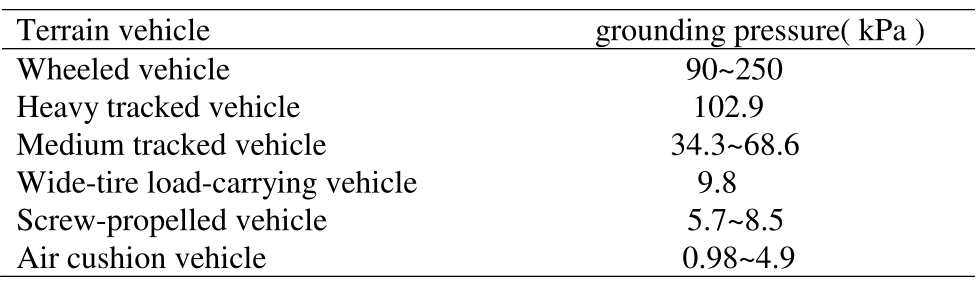 Terrain vehicle grounding pressure( kPa )
Wheeled vehicle 90~250
Heavy tracked vehicle 102.9
Medium tracked vehicle 34.3~68.6
Wide-tire load-carrying vehicle 9.8
Screw-propelled vehicle 5.7~8.5
Air cushion vehicle 0.98~4.9